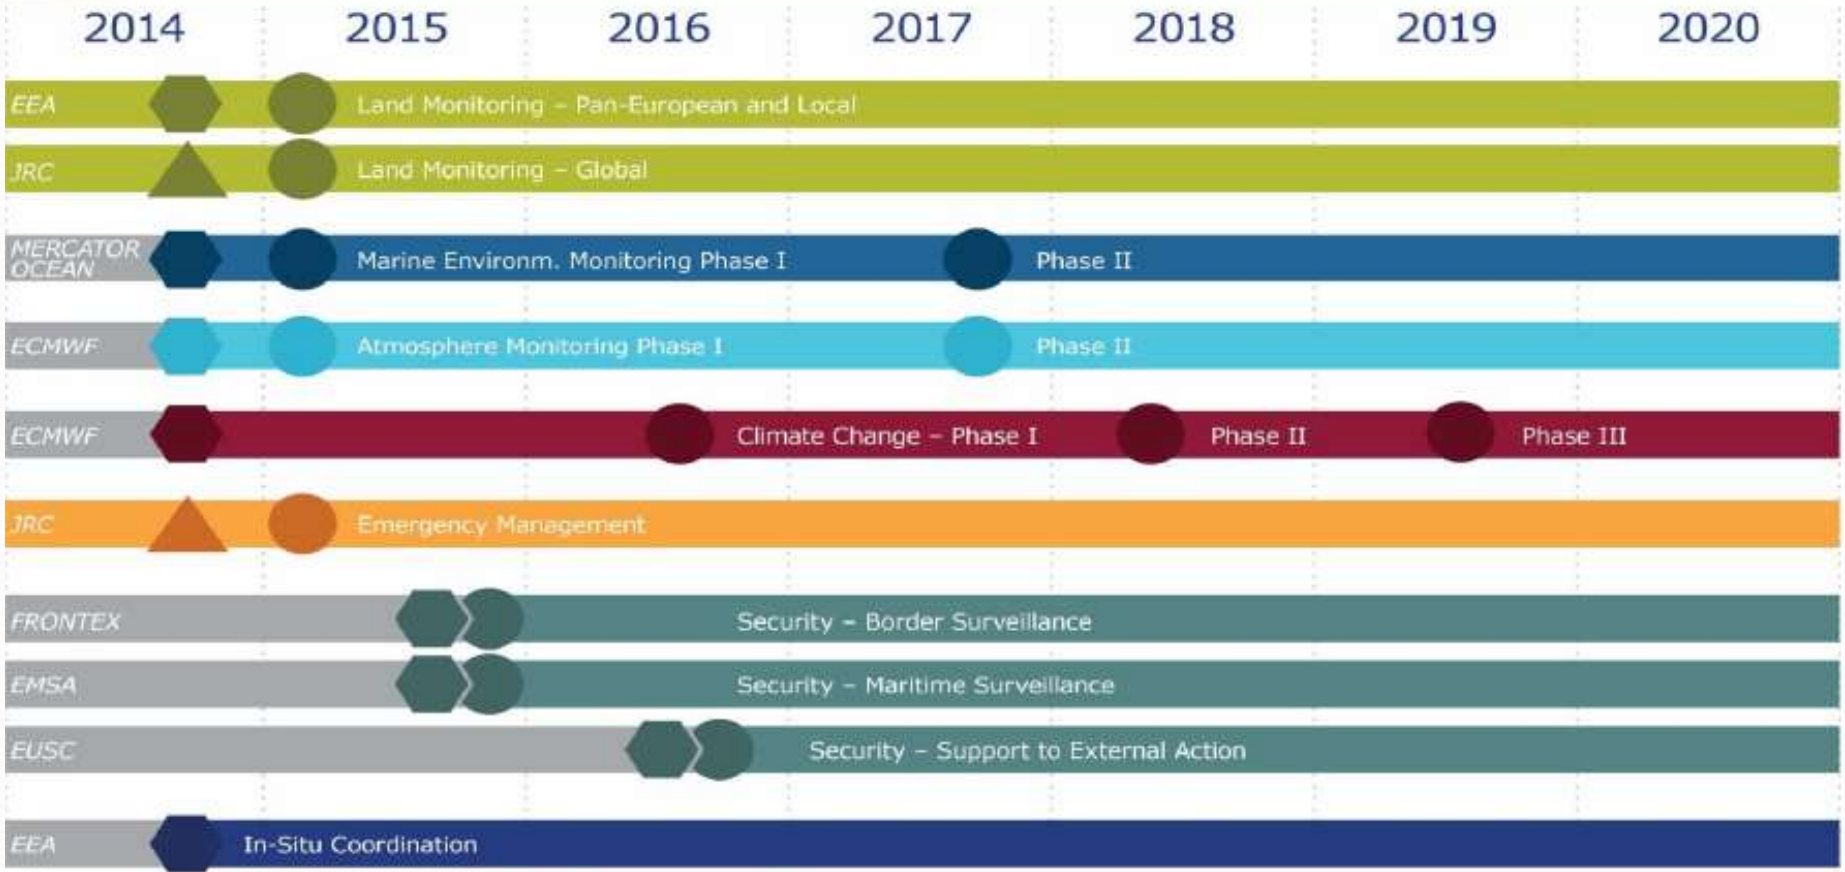 2014 2015 2016 2017 2018 2019 2020
EEA Land Monitoring – Pan-European and Local
JRC Land Monitoring – Global
MERCATOR
OCEAN Marine Environm. Monitoring Phase I Phase II
ECMWF Atmosphere Monitoring Phase I Phase II
ECMWF Climate Change – Phase I Phase II Phase III
JRC Emergency Management
FRONTEX Security – Border Surveillance
EMSA Security – Maritime Surveillance
EUSC Security – Support to External Action
EEA In-Situ Coordination